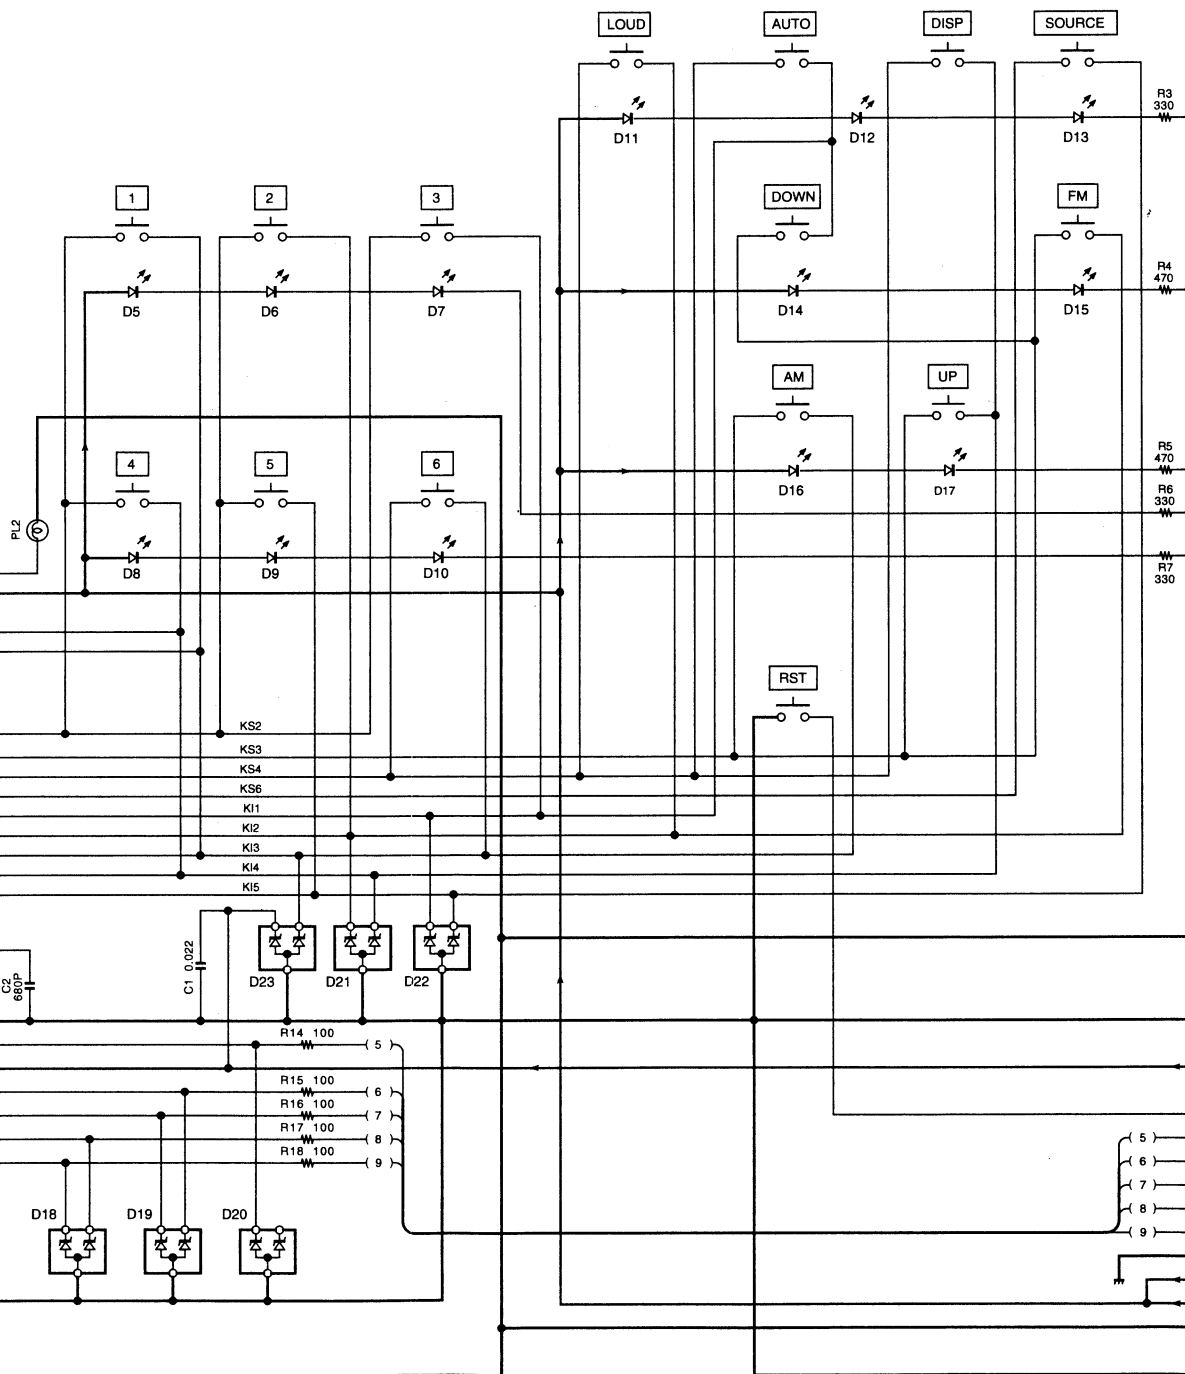 LOUD AUTO DISP SOURCE
R3
330
D11 D12 D13
1 2 3 DOWN FM
R4
470
D5 D6 D7 D14 D15
AM UP
R5
470
4 5 6
D16 D17
R6
330
PL2
D8 D9 D10
R7
330
RST
KS2
KS3
KS4
KS6
KI1
KI2
KI3
KI4
KI5
C2
680P
C1 0.022
D23 D21 D22
R14 100 ( 5 )
R15 100 ( 6 )
R16 100 ( 7 )
R17 100 ( 8 )
R18 100 ( 9 )
( 5 )
( 6 )
( 7 )
( 8 )
( 9 )
D18 D19 D20